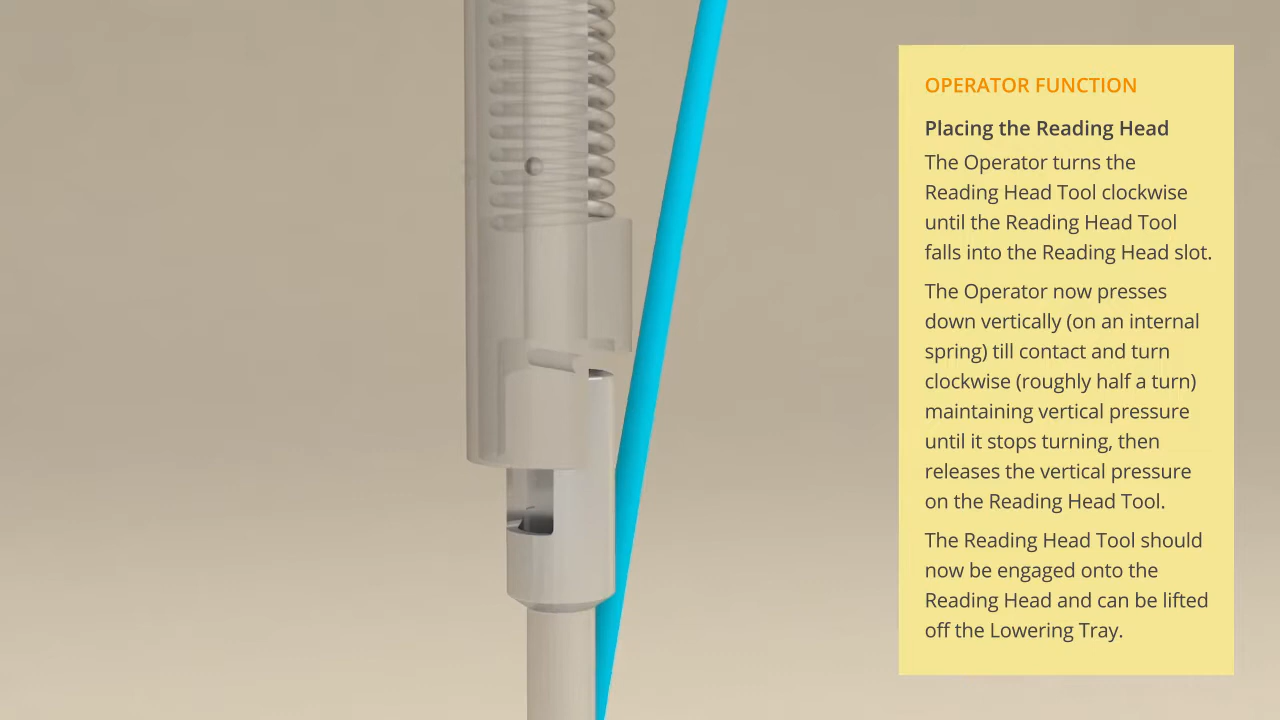 OPERATOR FUNCTION
Placing the Reading Head
The Operator turns the
Reading Head Tool clockwise
until the Reading Head Tool
falls into the Reading Head slot.
The Operator now presses
down vertically (on an internal
spring) till contact and turn
clockwise (roughly half a turn)
maintaining vertical pressure
until it stops turning, then
releases the vertical pressure
on the Reading Head Tool.
The Reading Head Tool should
now be engaged onto the
Reading Head and can be lifted
off the Lowering Tray.